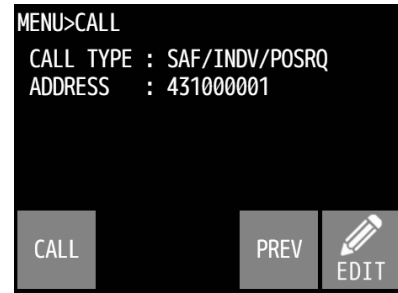 MENU>CALL
CALL TYPE : SAF/INDV/POSRQ
ADDRESS : 431000001
CALL PREV EDIT